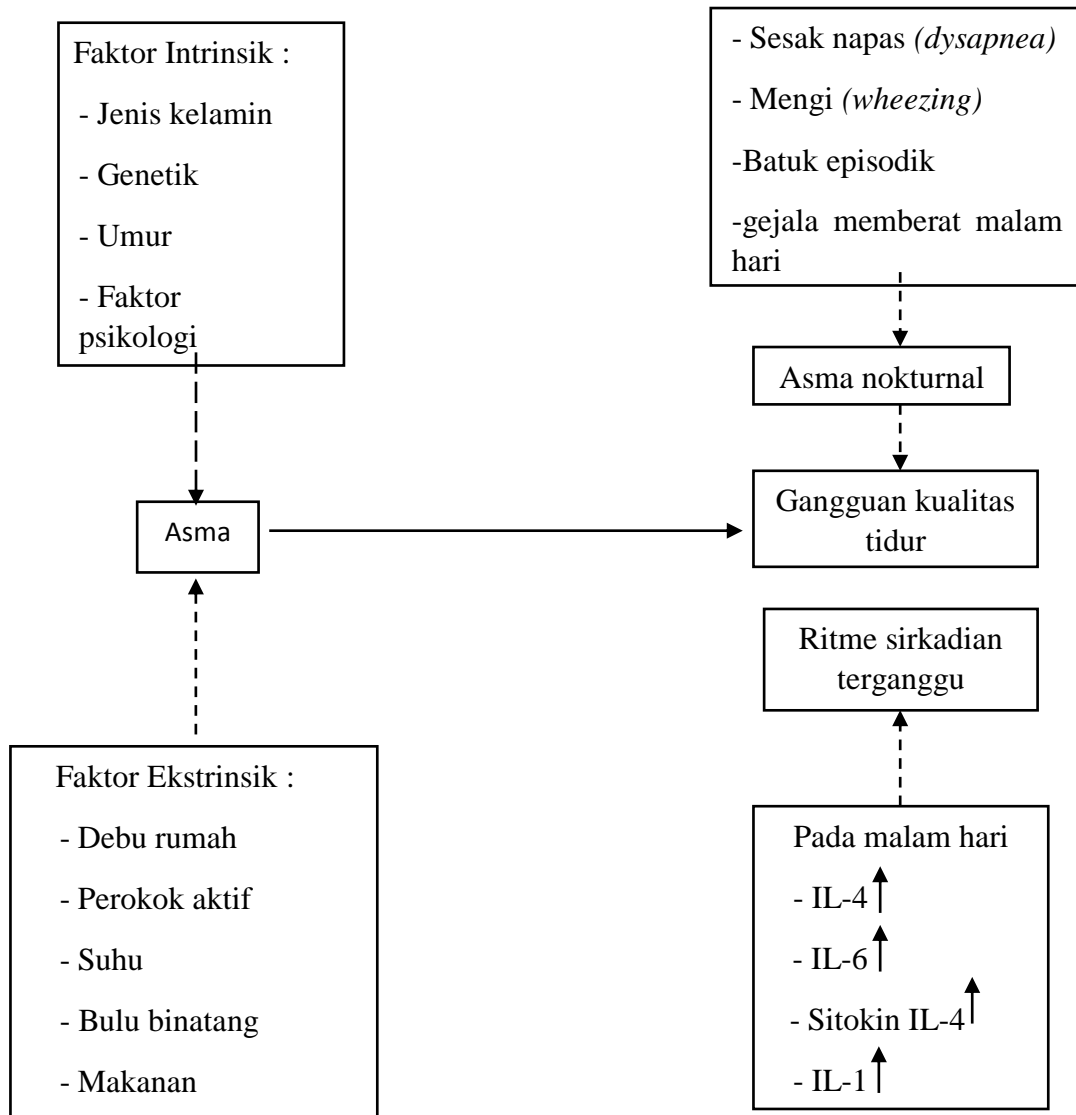 Faktor Intrinsik :
- Jenis kelamin
- Genetik
- Umur
- Faktor
psikologi
- Sesak napas (dysapnea)
- Mengi (wheezing)
-Batuk episodik
-gejala memberat malam
hari
Asma nokturnal
Asma
Gangguan kualitas
tidur
Ritme sirkadian
terganggu
Faktor Ekstrinsik :
- Debu rumah
- Perokok aktif
- Suhu
- Bulu binatang
- Makanan
Pada malam hari
- IL-4
- IL-6
- Sitokin IL-4
- IL-1